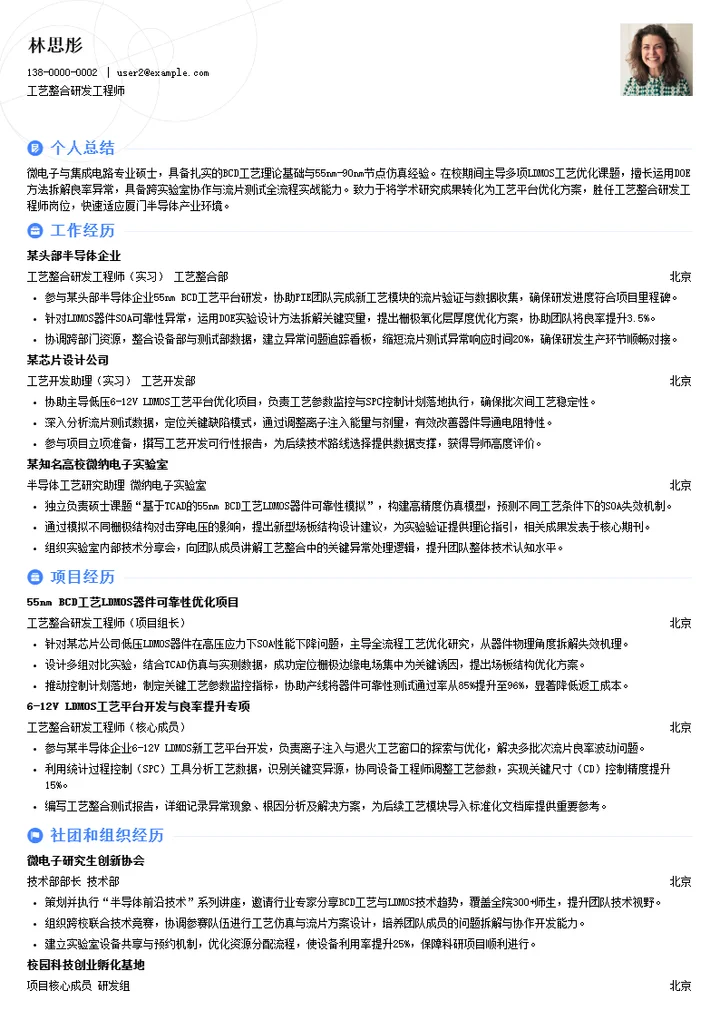 林思彤
138-0000-0002 | user2@example.com
工艺整合研发工程师
个人总结
微电子与集成电路专业硕士，具备扎实的BCD工艺理论基础与55nm-90nm节点仿真经验。在校期间主导多项LDMOS工艺优化课题，擅长运用DOE
方法拆解良率异常，具备跨实验室协作与流片测试全流程实战能力。致力于将学术研究成果转化为工艺平台优化方案，胜任工艺整合研发工
程师岗位，快速适应厦门半导体产业环境。
工作经历
某头部半导体企业
工艺整合研发工程师（实习） 工艺整合部 北京
• 参与某头部半导体企业55nm BCD工艺平台研发，协助PIE团队完成新工艺模块的流片验证与数据收集，确保研发进度符合项目里程碑。
• 针对LDMOS器件SOA可靠性异常，运用DOE实验设计方法拆解关键变量，提出栅极氧化层厚度优化方案，协助团队将良率提升3.5%。
• 协调跨部门资源，整合设备部与测试部数据，建立异常问题追踪看板，缩短流片测试异常响应时间20%，确保研发生产环节顺畅对接。
某芯片设计公司
工艺开发助理（实习） 工艺开发部 北京
• 协助主导低压6-12V LDMOS工艺平台优化项目，负责工艺参数监控与SPC控制计划落地执行，确保批次间工艺稳定性。
• 深入分析流片测试数据，定位关键缺陷模式，通过调整离子注入能量与剂量，有效改善器件导通电阻特性。
• 参与项目立项准备，撰写工艺开发可行性报告，为后续技术路线选择提供数据支撑，获得导师高度评价。
某知名高校微纳电子实验室
半导体工艺研究助理 微纳电子实验室 北京
• 独立负责硕士课题“基于TCAD的55nm BCD工艺LDMOS器件可靠性模拟”，构建高精度仿真模型，预测不同工艺条件下的SOA失效机制。
• 通过模拟不同栅极结构对击穿电压的影响，提出新型场板结构设计建议，为实验验证提供理论指引，相关成果发表于核心期刊。
• 组织实验室内部技术分享会，向团队成员讲解工艺整合中的关键异常处理逻辑，提升团队整体技术认知水平。
项目经历
55nm BCD工艺LDMOS器件可靠性优化项目
工艺整合研发工程师（项目组长） 北京
• 针对某芯片公司低压LDMOS器件在高压应力下SOA性能下降问题，主导全流程工艺优化研究，从器件物理角度拆解失效机理。
• 设计多组对比实验，结合TCAD仿真与实测数据，成功定位栅极边缘电场集中为关键诱因，提出场板结构优化方案。
• 推动控制计划落地，制定关键工艺参数监控指标，协助产线将器件可靠性测试通过率从85%提升至96%，显著降低返工成本。
6-12V LDMOS工艺平台开发与良率提升专项
工艺整合研发工程师（核心成员） 北京
• 参与某半导体企业6-12V LDMOS新工艺平台开发，负责离子注入与退火工艺窗口的探索与优化，解决多批次流片良率波动问题。
• 利用统计过程控制（SPC）工具分析工艺数据，识别关键变异源，协同设备工程师调整工艺参数，实现关键尺寸（CD）控制精度提升
15%。
• 编写工艺整合测试报告，详细记录异常现象、根因分析及解决方案，为后续工艺模块导入标准化文档库提供重要参考。
社团和组织经历
微电子研究生创新协会
技术部部长 技术部 北京
• 策划并执行“半导体前沿技术”系列讲座，邀请行业专家分享BCD工艺与LDMOS技术趋势，覆盖全院300+师生，提升团队技术视野。
• 组织跨校联合技术竞赛，协调参赛队伍进行工艺仿真与流片方案设计，培养团队成员的问题拆解与协作开发能力。
• 建立实验室设备共享与预约机制，优化资源分配流程，使设备利用率提升25%，保障科研项目顺利进行。
校园科技创业孵化基地
项目核心成员 研发组 北京